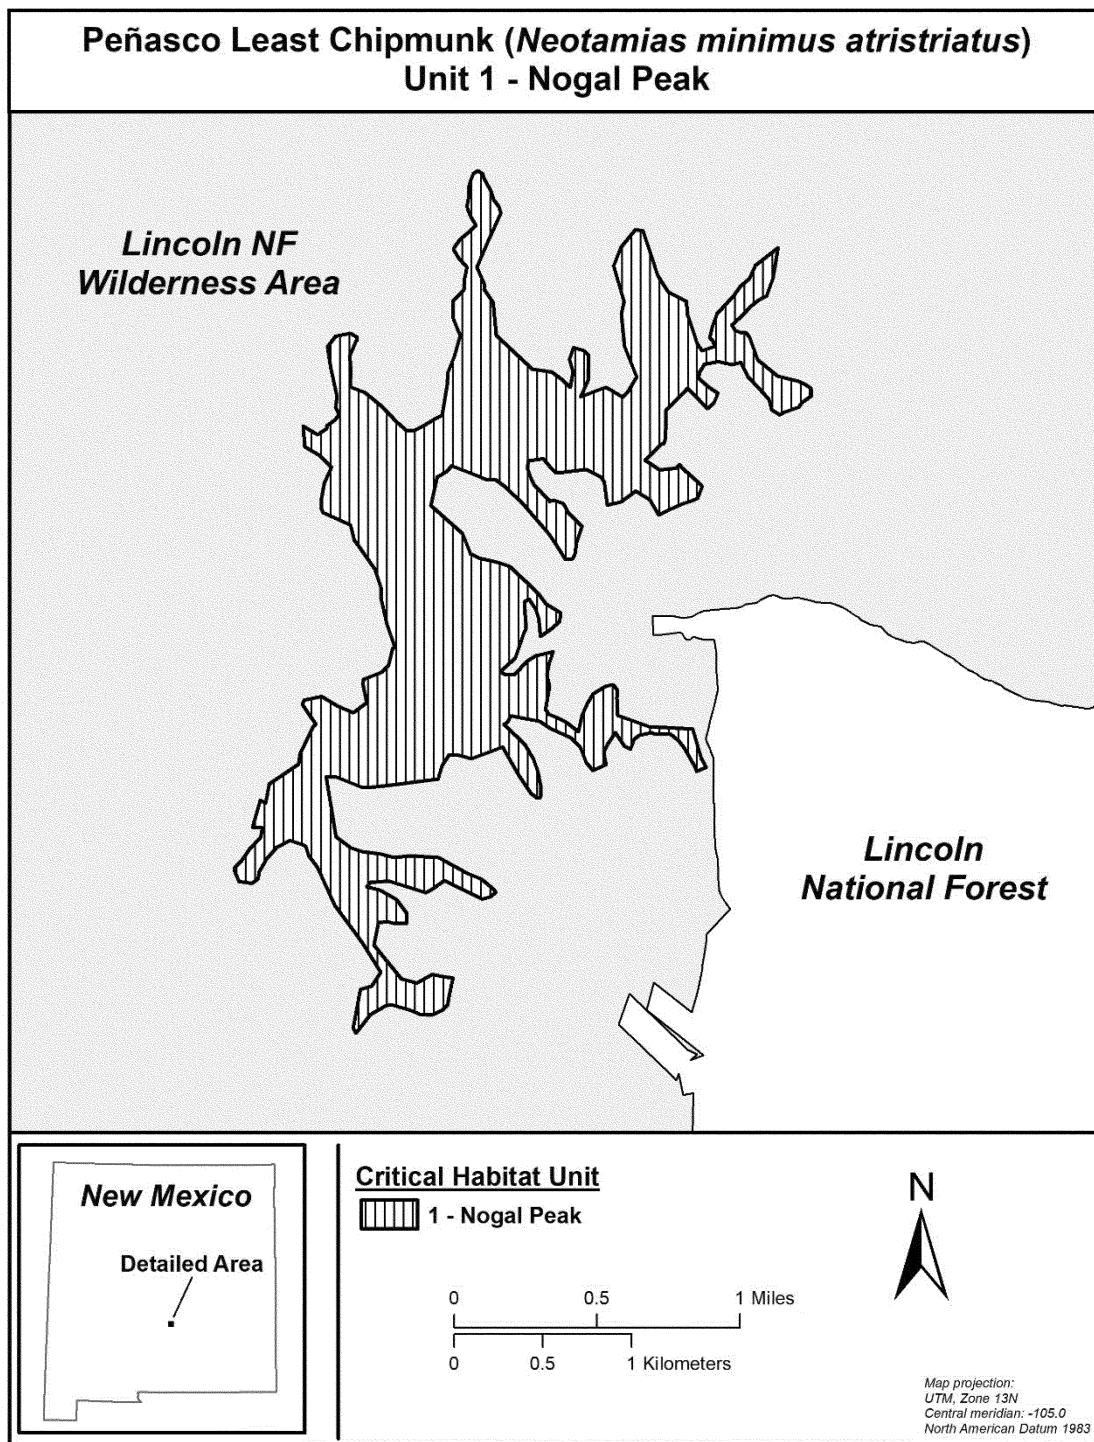 Peñasco Least Chipmunk (Neotamias minimus atristriatus)
Unit 1 - Nogal Peak
Lincoln NF
Wilderness Area
Lincoln
National Forest
New Mexico
Detailed Area
Critical Habitat Unit
1 - Nogal Peak
N
0 0.5 1 Miles
0 0.5 1 Kilometers
Map projection:
UTM, Zone 13N
Central meridian: -105.0
North American Datum 1983